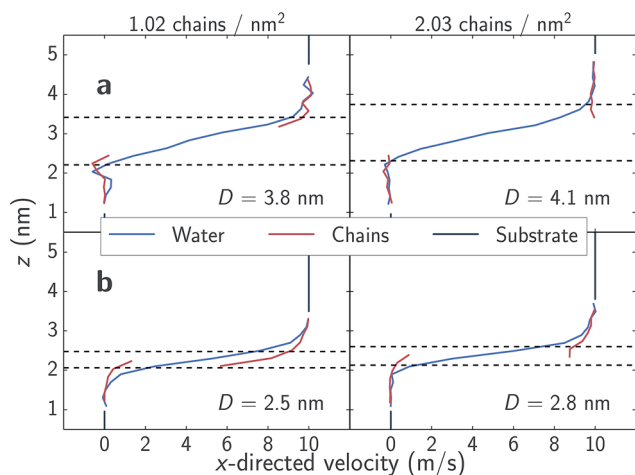 1.02 chains / nm²
2.03 chains / nm²
a
5
4
3
2
1
D = 3.8 nm
D = 4.1 nm
z (nm)
Water
Chains
Substrate
b
5
4
3
2
1
D = 2.5 nm
D = 2.8 nm
0 2 4 6 8 10
0 2 4 6 8 10
x-directed velocity (m/s)